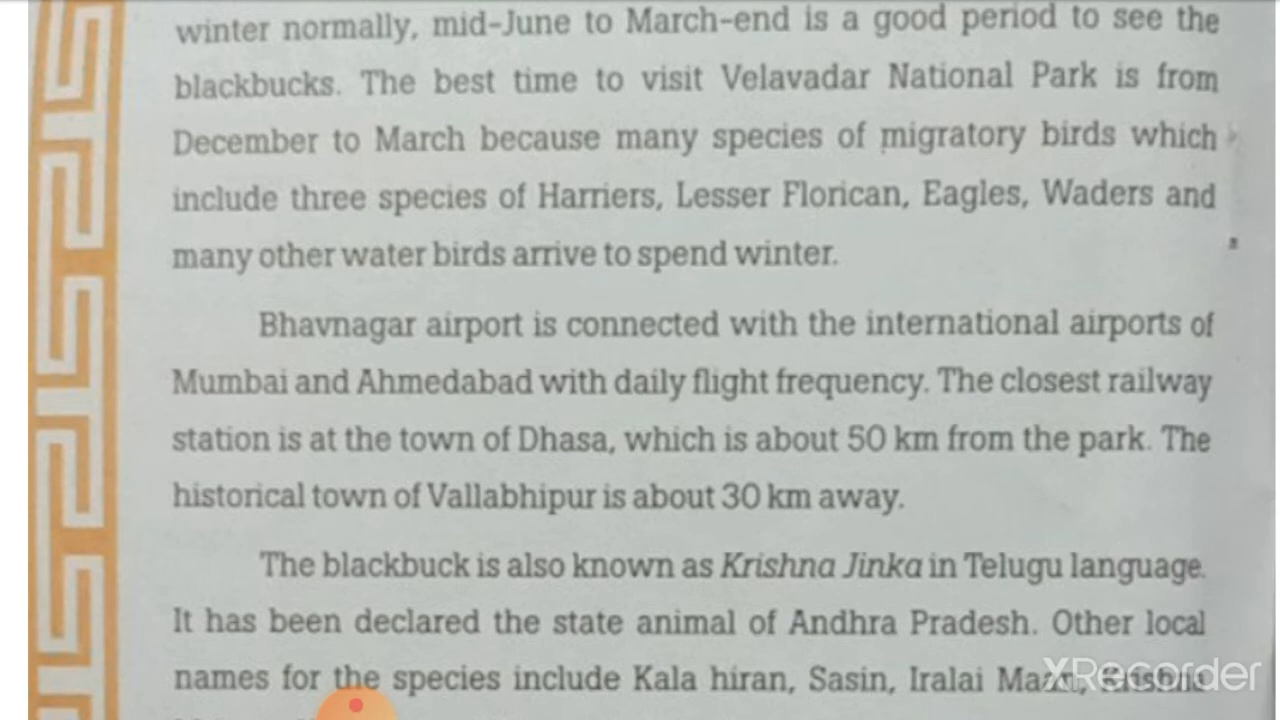 winter normally, mid-June to March-end is a good period to see the
blackbucks. The best time to visit Velavadar National Park is from
December to March because many species of migratory birds which
include three species of Harriers, Lesser Florican, Eagles, Waders and
many other water birds arrive to spend winter.
Bhavnagar airport is connected with the international airports of
Mumbai and Ahmedabad with daily flight frequency. The closest railway
station is at the town of Dhasa, which is about 50 km from the park. The
historical town of Vallabhipur is about 30 km away.
The blackbuck is also known as Krishna Jinka in Telugu language.
It has been declared the state animal of Andhra Pradesh. Other local
names for the species include Kala hiran, Sasin, Iralai Maan,
XRecorder